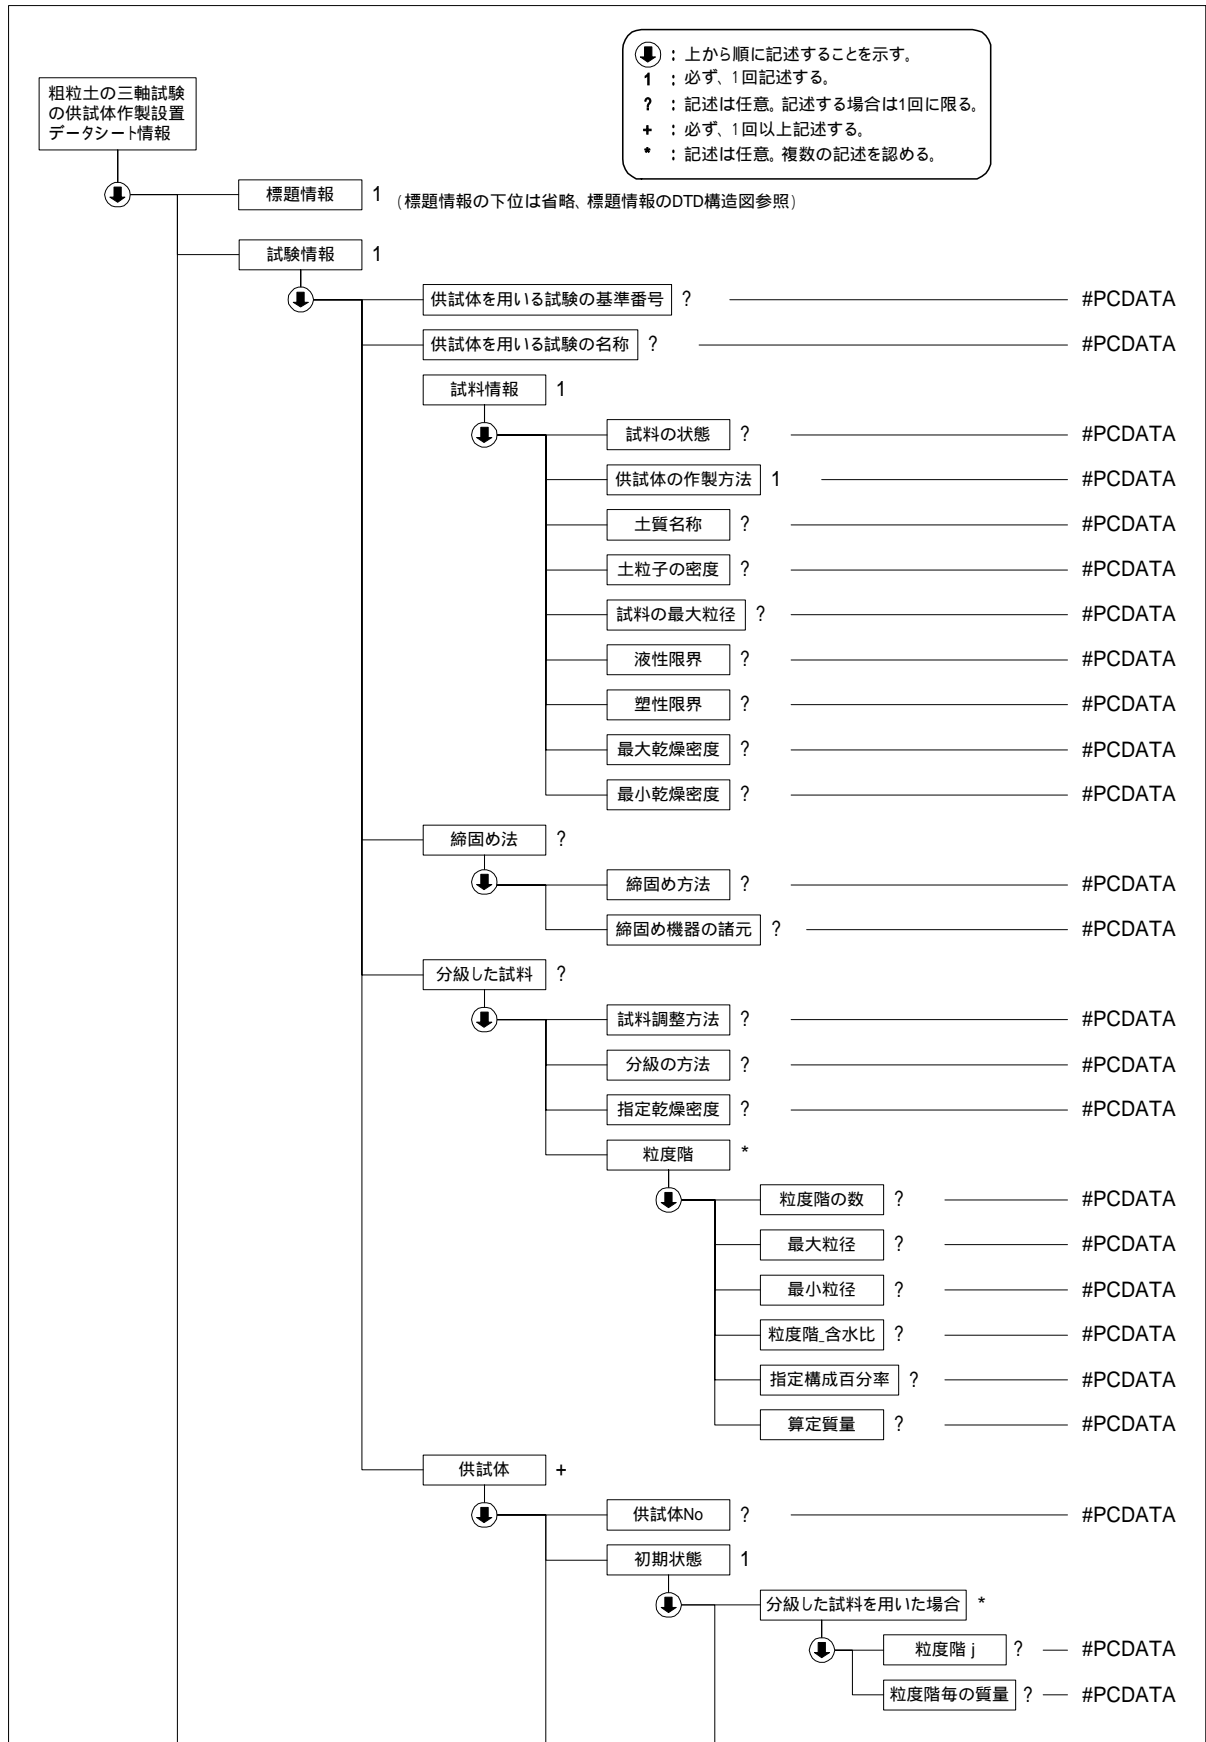 ：上から順に記述することを示す。
1 ：必ず、1回記述する。
? ：記述は任意。記述する場合は1回に限る。
+ ：必ず、1回以上記述する。
* ：記述は任意。複数の記述を認める。
粗粒土の三軸試験
の供試体作製設置
データシート情報
標題情報 1 （標題情報の下位は省略、標題情報のDTD構造図参照）
試験情報 1
供試体を用いる試験の基準番号 ? #PCDATA
供試体を用いる試験の名称 ? #PCDATA
試料情報 1
試料の状態 ? #PCDATA
供試体の作製方法 1 #PCDATA
土質名称 ? #PCDATA
土粒子の密度 ? #PCDATA
試料の最大粒径 ? #PCDATA
液性限界 ? #PCDATA
塑性限界 ? #PCDATA
最大乾燥密度 ? #PCDATA
最小乾燥密度 ? #PCDATA
締固め法 ?
締固め方法 ? #PCDATA
締固め機器の諸元 ? #PCDATA
分級した試料 ?
試料調整方法 ? #PCDATA
分級の方法 ? #PCDATA
指定乾燥密度 ? #PCDATA
粒度階 *
粒度階の数 ? #PCDATA
最大粒径 ? #PCDATA
最小粒径 ? #PCDATA
粒度階_含水比 ? #PCDATA
指定構成百分率 ? #PCDATA
算定質量 ? #PCDATA
供試体 +
供試体No ? #PCDATA
初期状態 1
分級した試料を用いた場合 *
粒度階 j ? #PCDATA
粒度階毎の質量 ? #PCDATA